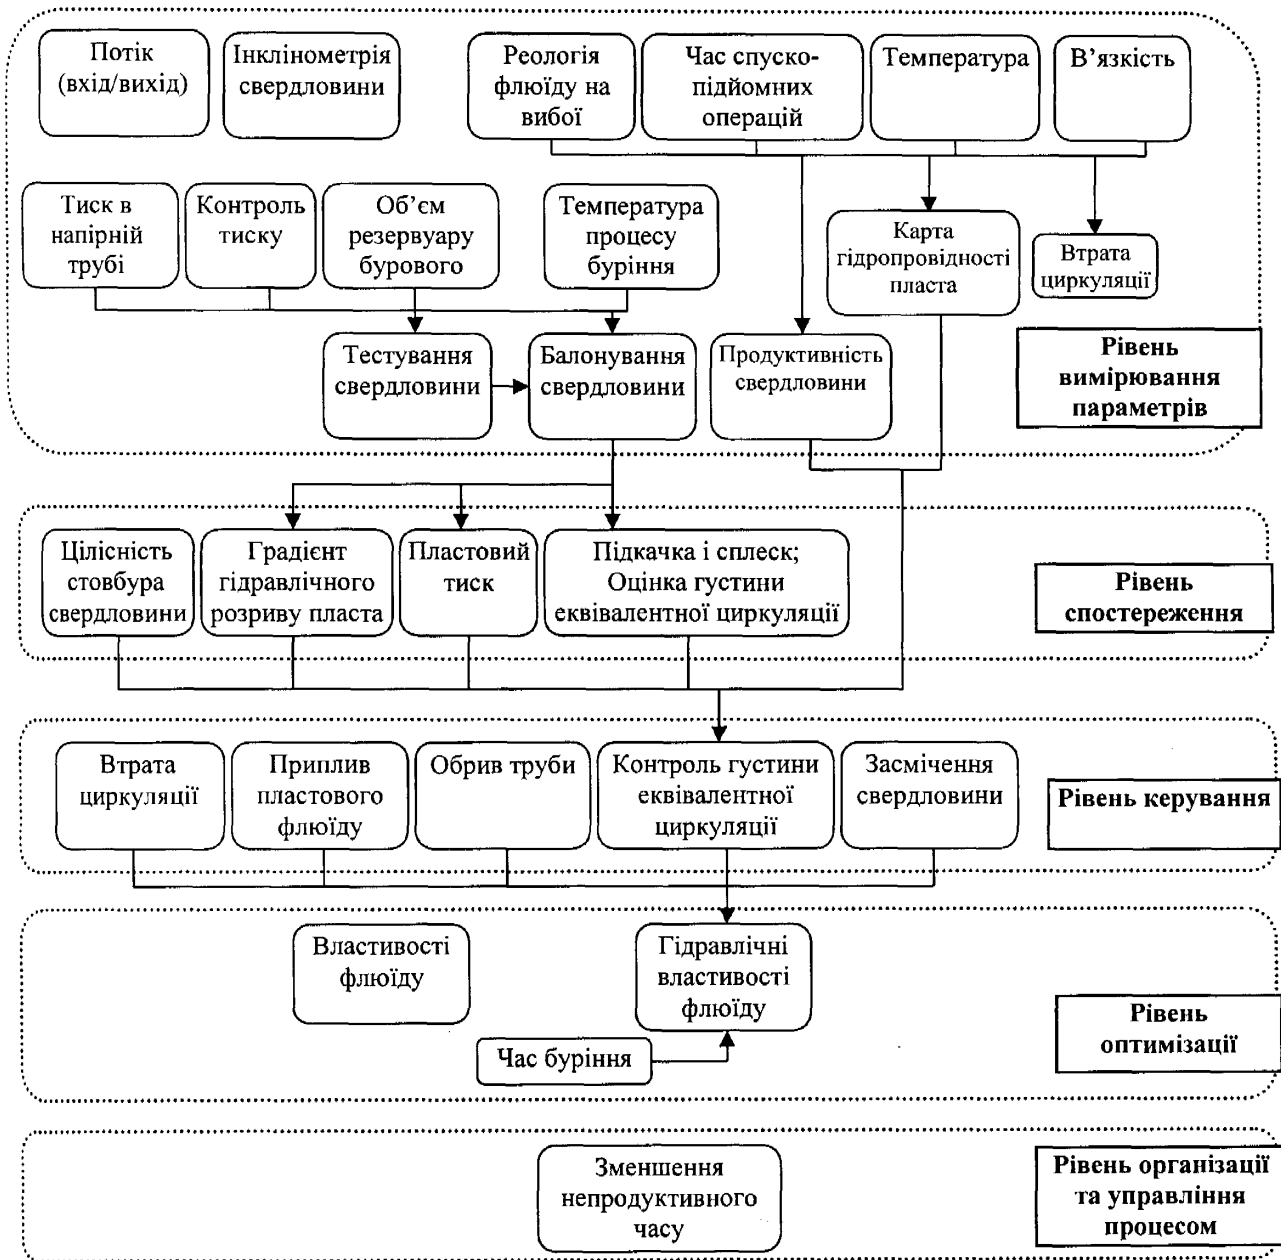 Потік
(вхід/вихід)
Інклінометрія
свердловини
Реологія
флюїду на
вибої
Час спуско-
підйомних
операцій
Температура
В’язкість
Тиск в
напірній
трубі
Контроль
тиску
Об’єм
резервуару
бурового
Температура
процесу
буріння
Карта
гідропровідності
пласта
Втрата
циркуляції
Тестування
свердловини
Балонування
свердловини
Продуктивність
свердловини
Рівень
вимірювання
параметрів
Цілісність
стовбура
свердловини
Градієнт
гідравлічного
розриву пласта
Пластовий
тиск
Підкачка і сплеск;
Оцінка густини
еквівалентної циркуляції
Рівень
спостереження
Втрата
циркуляції
Приплив
пластового
флюїду
Обрив труби
Контроль густини
еквівалентної
циркуляції
Засмічення
свердловини
Рівень керування
Властивості
флюїду
Гідравлічні
властивості
флюїду
Час буріння
Рівень
оптимізації
Зменшення
непродуктивного
часу
Рівень організації
та управління
процесом